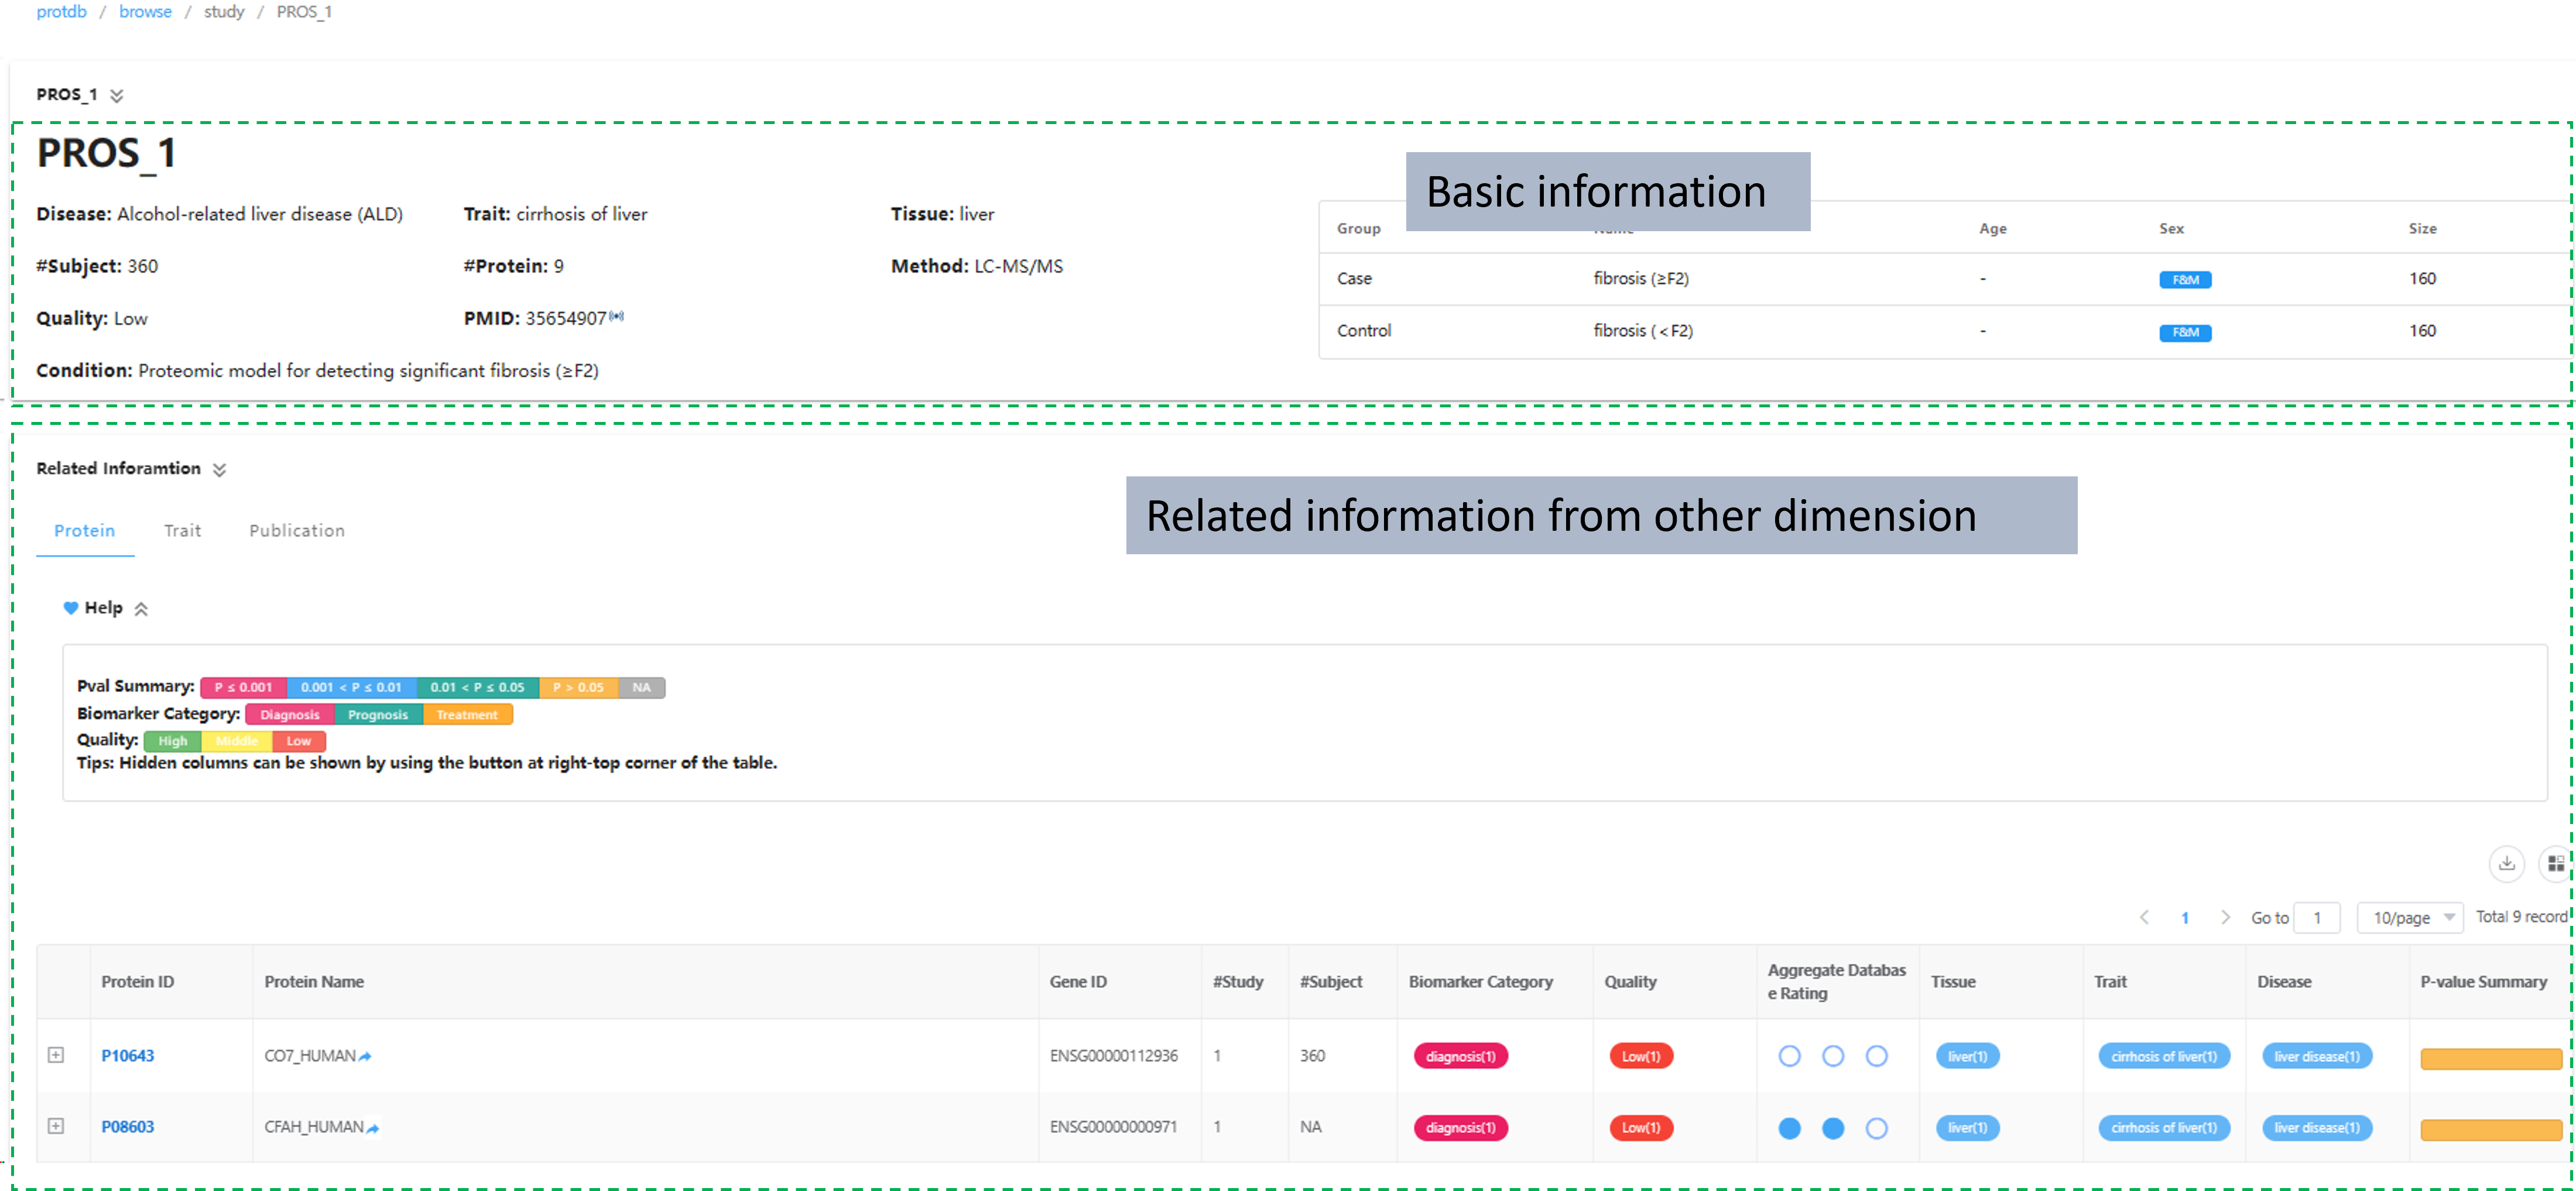 protdb / browse / study / PROS_1
PROS_1
PROS_1
Basic information
Disease: Alcohol-related liver disease (ALD) Trait: cirrhosis of liver Tissue: liver
#Subject: 360 #Protein: 9 Method: LC-MS/MS
Quality: Low PMID: 35654907
Condition: Proteomic model for detecting significant fibrosis (≥F2)
Group Age Sex Size
Case fibrosis (≥F2) - F&M 160
Control fibrosis (<F2) - F&M 160
Related Inforamtion
Related information from other dimension
Protein Trait Publication
Help
Pval Summary: P ≤ 0.001 0.001 < P ≤ 0.01 0.01 < P ≤ 0.05 P > 0.05 NA
Biomarker Category: Diagnosis Prognosis Treatment
Quality: High Middle Low
Tips: Hidden columns can be shown by using the button at right-top corner of the table.
< 1 > Go to 1 10/page Total 9 record
Protein ID Protein Name Gene ID #Study #Subject Biomarker Category Quality Aggregate Databas
e Rating Tissue Trait Disease P-value Summary
P10643 CO7_HUMAN ENSG00000112936 1 360 diagnosis(1) Low(1) liver(1) cirrhosis of liver(1) liver disease(1)
P08603 CFAH_HUMAN ENSG00000000971 1 NA diagnosis(1) Low(1) liver(1) cirrhosis of liver(1) liver disease(1)